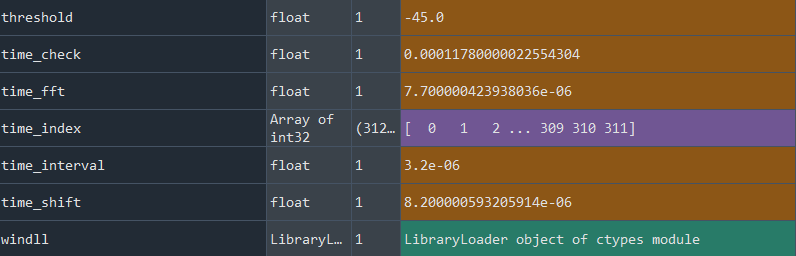 threshold float 1 -45.0
time_check float 1 0.00011780000022554304
time_fft float 1 7.700000423938036e-06
time_index Array of int32 (312… [ 0 1 2 ... 309 310 311]
time_interval float 1 3.2e-06
time_shift float 1 8.200000593205914e-06
windll LibraryL… 1 LibraryLoader object of ctypes module